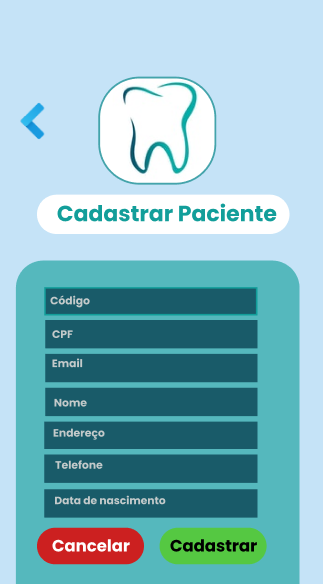 Cadastrar Paciente
Código
CPF
Email
Nome
Endereço
Telefone
Data de nascimento
Cancelar Cadastrar